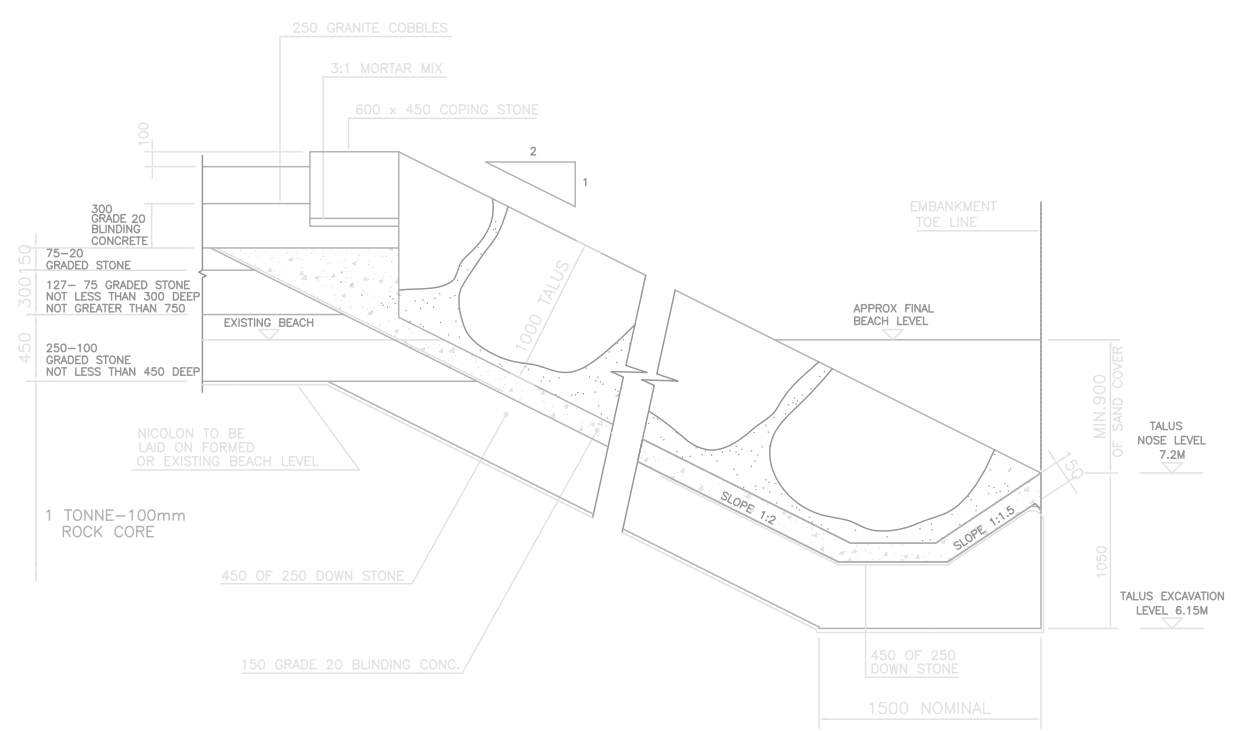 250 GRANITE COBBLES
3:1 MORTAR MIX
600 x 450 COPING STONE
100
2
1
300
GRADE 20
BLINDING
CONCRETE
EMBANKMENT
TOE LINE
150
75-20
GRADED STONE
300
127- 75 GRADED STONE
NOT LESS THAN 300 DEEP
NOT GREATER THAN 750
1000 TALUS
EXISTING BEACH
APPROX FINAL
BEACH LEVEL
450
250-100
GRADED STONE
NOT LESS THAN 450 DEEP
MIN.900
OF SAND COVER
TALUS
NOSE LEVEL
7.2M
150
NICOLON TO BE
LAID ON FORMED
OR EXISTING BEACH LEVEL
SLOPE 1:2
SLOPE 1:1.5
1 TONNE-100mm
ROCK CORE
1050
450 OF 250 DOWN STONE
TALUS EXCAVATION
LEVEL 6.15M
150 GRADE 20 BLINDING CONC.
450 OF 250
DOWN STONE
1500 NOMINAL